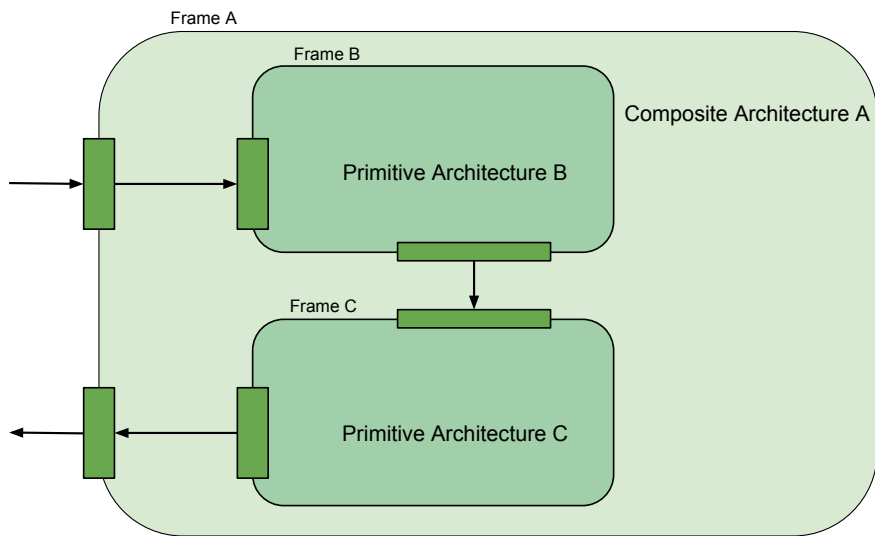 Frame A
Frame B
Composite Architecture A
Primitive Architecture B
Frame C
Primitive Architecture C